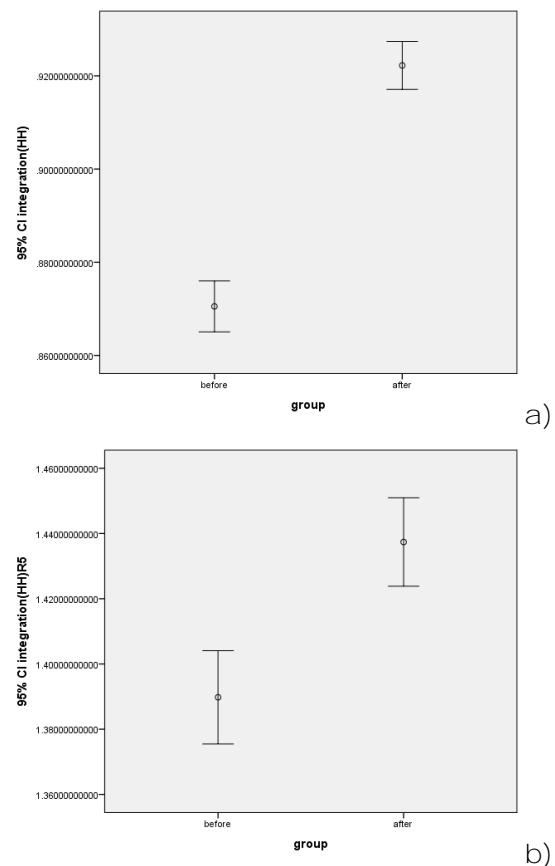 95% CI integration(HH)
.92000000000
.90000000000
.88000000000
.86000000000
before after
group
a)
95% CI integration(HH)R5
1.46000000000
1.44000000000
1.42000000000
1.40000000000
1.38000000000
1.36000000000
before after
group
b)